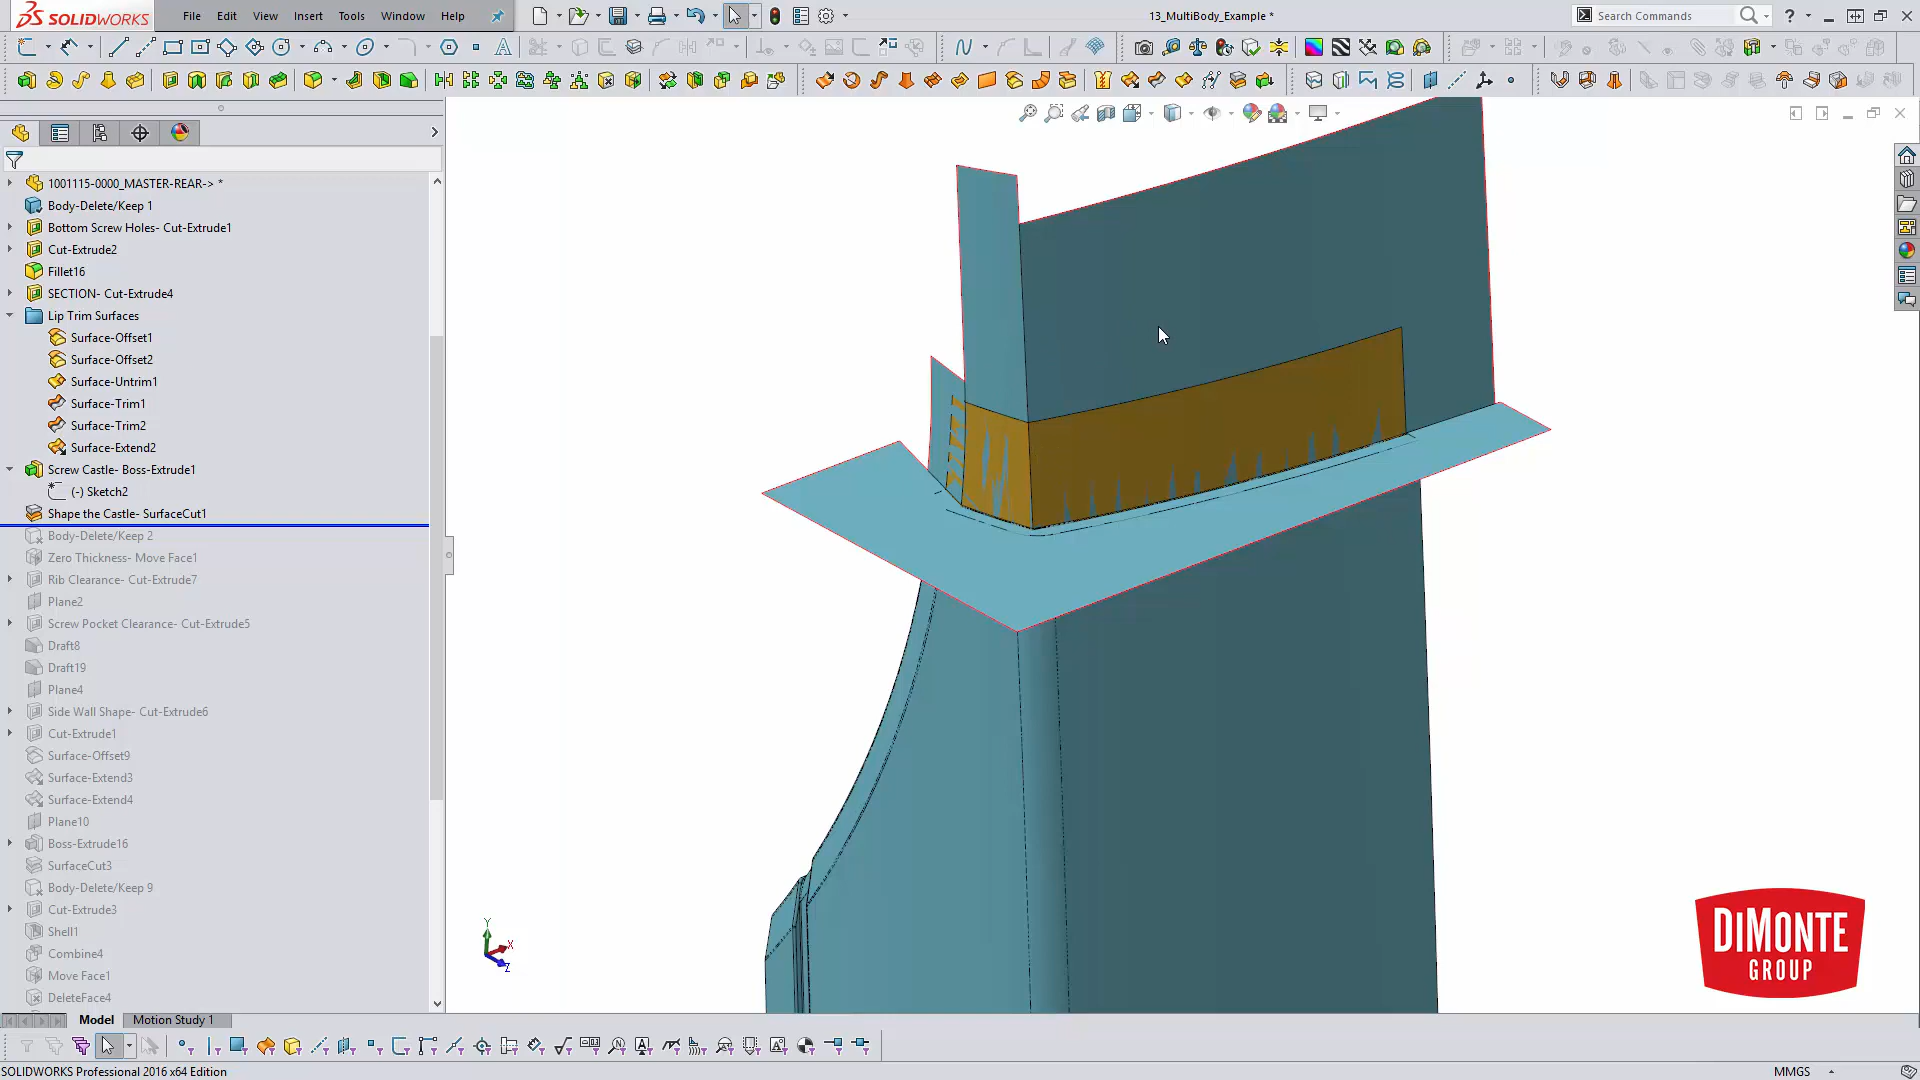 SOLIDWORKS
File Edit View Insert Tools Window Help
13_MultiBody_Example *
Search Commands
1001115-0000_MASTER-REAR-> *
Body-Delete/Keep 1
Bottom Screw Holes- Cut-Extrude1
Cut-Extrude2
Fillet16
SECTION- Cut-Extrude4
Lip Trim Surfaces
Surface-Offset1
Surface-Offset2
Surface-Untrim1
Surface-Trim1
Surface-Trim2
Surface-Extend2
Screw Castle- Boss-Extrude1
(-) Sketch2
Shape the Castle- SurfaceCut1
Body-Delete/Keep 2
Zero Thickness- Move Face1
Rib Clearance- Cut-Extrude7
Plane2
Screw Pocket Clearance- Cut-Extrude5
Draft8
Draft19
Plane4
Side Wall Shape- Cut-Extrude6
Cut-Extrude1
Surface-Offset9
Surface-Extend3
Surface-Extend4
Plane10
Boss-Extrude16
SurfaceCut3
Body-Delete/Keep 9
Cut-Extrude3
Shell1
Combine4
Move Face1
DeleteFace4
Y
X
Z
DIMONTE
GROUP
Model Motion Study 1
SOLIDWORKS Professional 2016 x64 Edition
MMGS